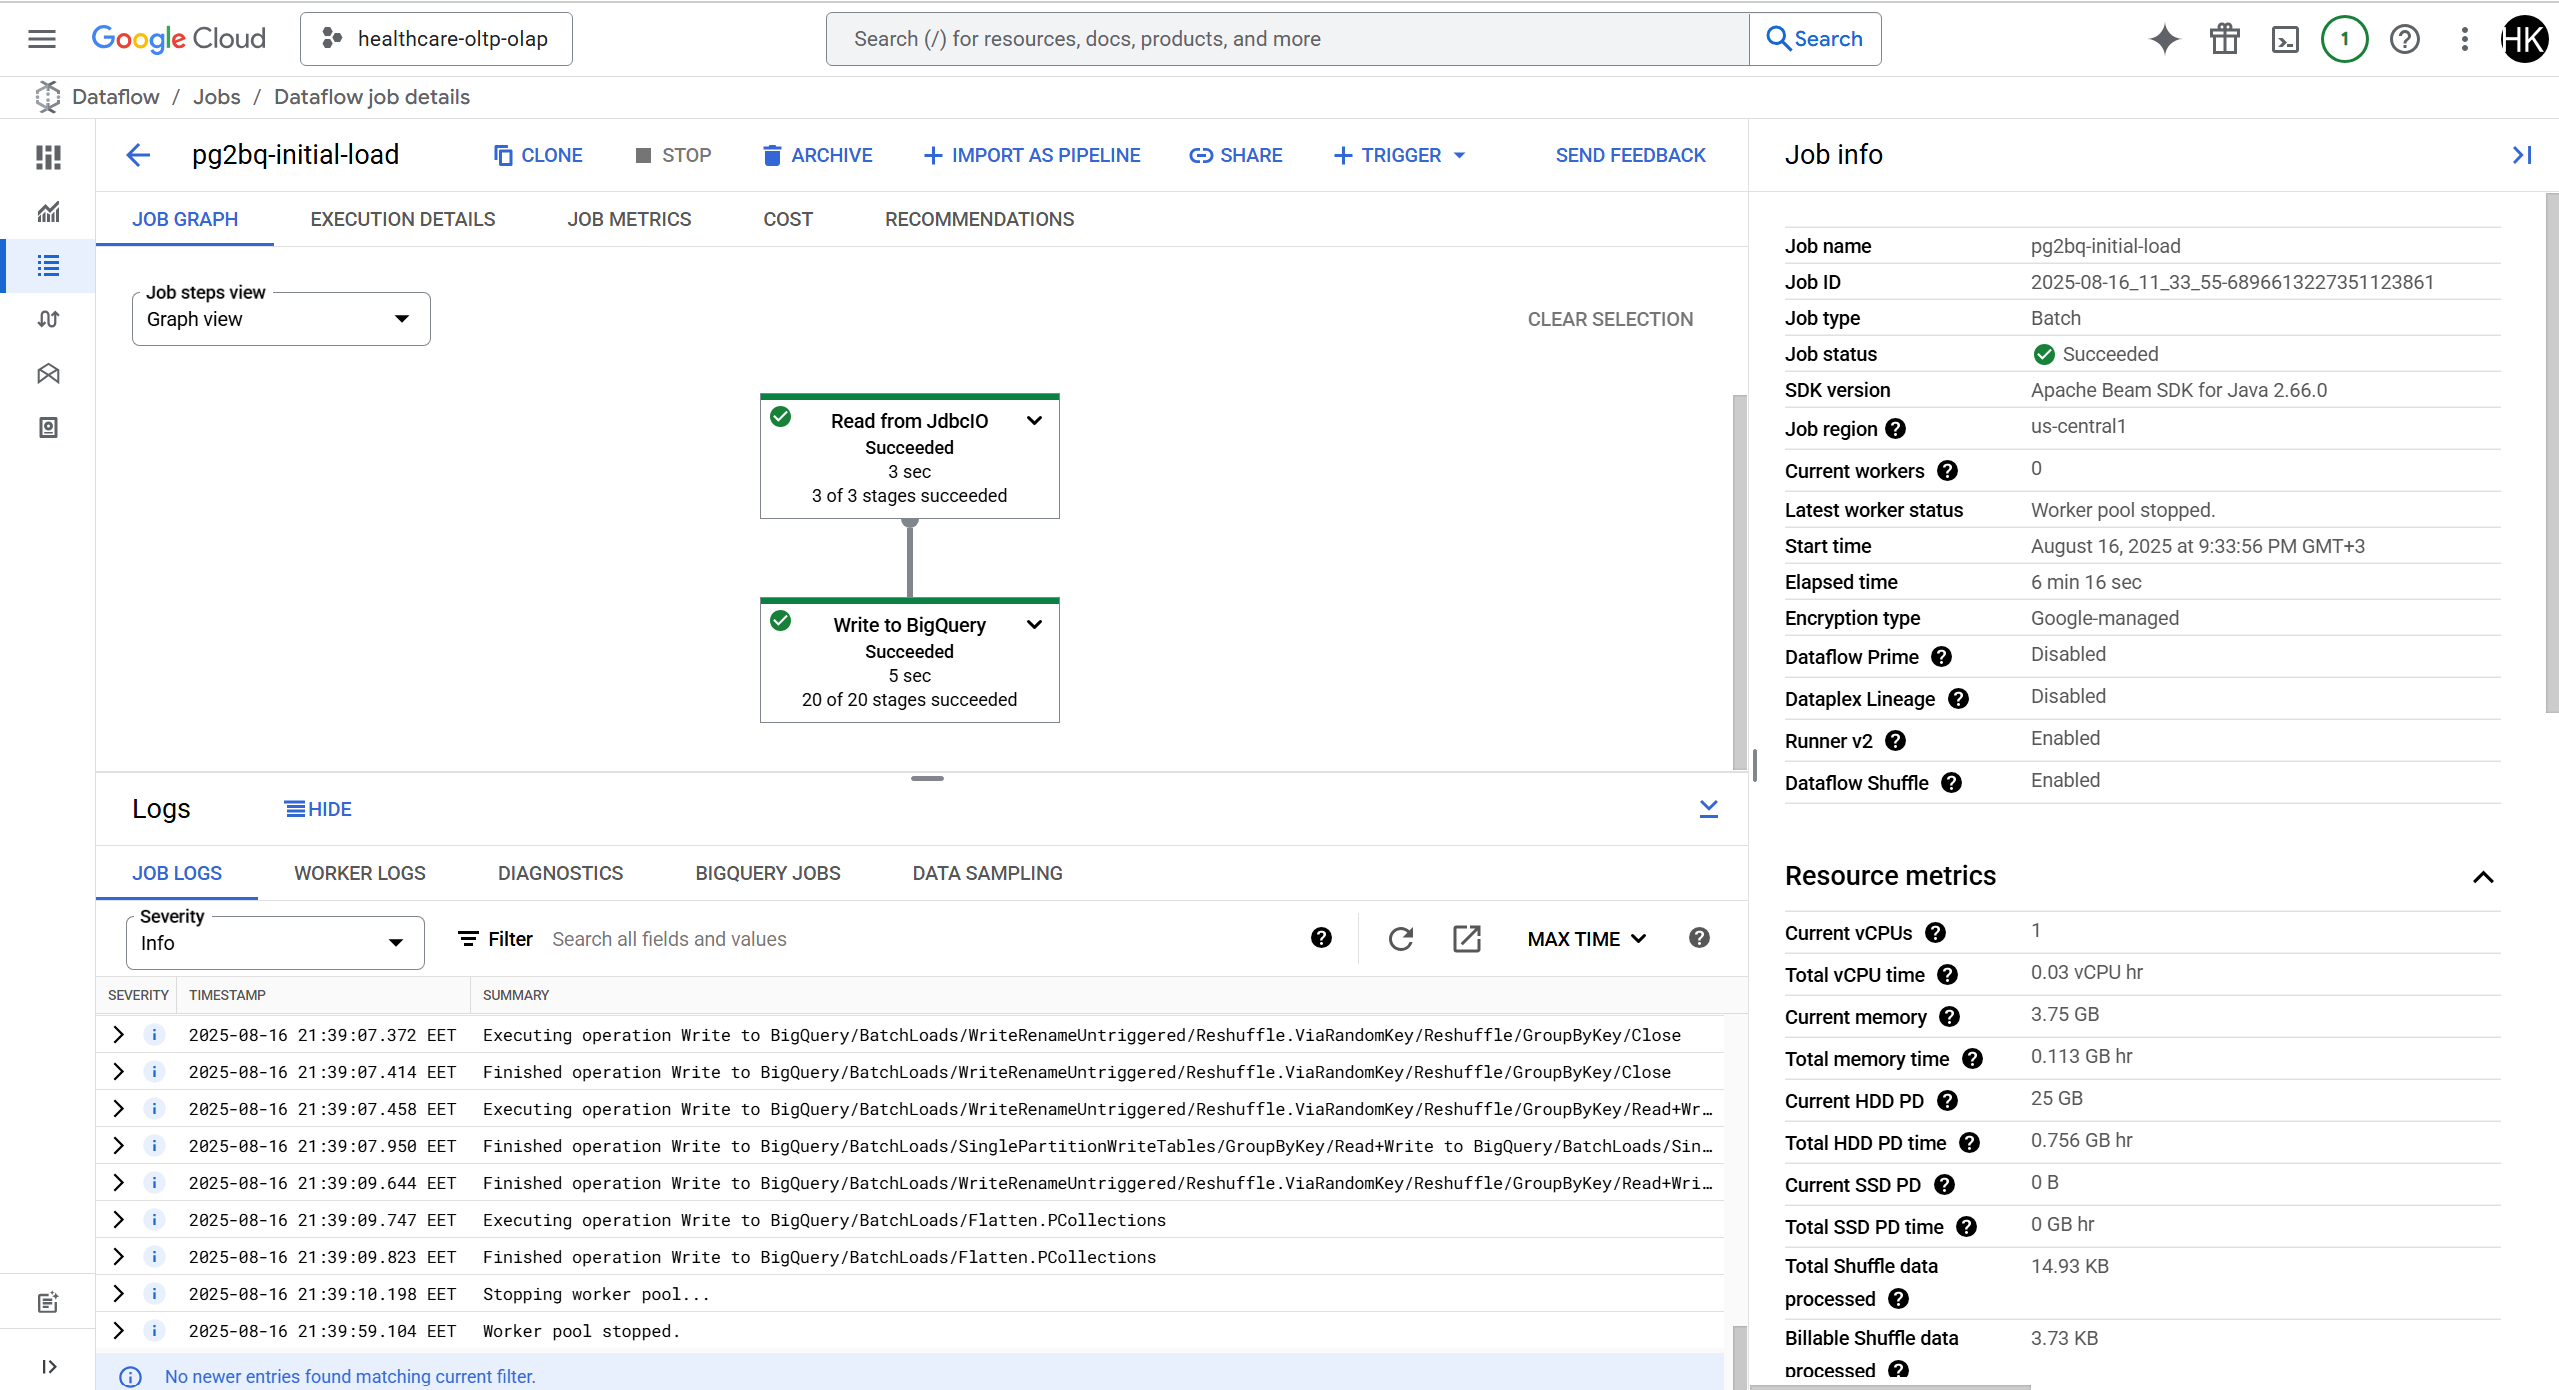 Google Cloud
healthcare-oltp-olap
Search (/) for resources, docs, products, and more
Search
1
HK
Dataflow / Jobs / Dataflow job details
pg2bq-initial-load
CLONE
STOP
ARCHIVE
IMPORT AS PIPELINE
SHARE
TRIGGER
SEND FEEDBACK
JOB GRAPH
EXECUTION DETAILS
JOB METRICS
COST
RECOMMENDATIONS
Job steps view
Graph view
CLEAR SELECTION
Read from JdbcIO
Succeeded
3 sec
3 of 3 stages succeeded
Write to BigQuery
Succeeded
5 sec
20 of 20 stages succeeded
Logs
HIDE
JOB LOGS
WORKER LOGS
DIAGNOSTICS
BIGQUERY JOBS
DATA SAMPLING
Severity
Info
Filter
Search all fields and values
MAX TIME
SEVERITY TIMESTAMP SUMMARY
2025-08-16 21:39:07.372 EET Executing operation Write to BigQuery/BatchLoads/WriteRenameUntriggered/Reshuffle.ViaRandomKey/Reshuffle/GroupByKey/Close
2025-08-16 21:39:07.414 EET Finished operation Write to BigQuery/BatchLoads/WriteRenameUntriggered/Reshuffle.ViaRandomKey/Reshuffle/GroupByKey/Close
2025-08-16 21:39:07.458 EET Executing operation Write to BigQuery/BatchLoads/WriteRenameUntriggered/Reshuffle.ViaRandomKey/Reshuffle/GroupByKey/Read+Wr…
2025-08-16 21:39:07.950 EET Finished operation Write to BigQuery/BatchLoads/SinglePartitionWriteTables/GroupByKey/Read+Write to BigQuery/BatchLoads/Sin…
2025-08-16 21:39:09.644 EET Finished operation Write to BigQuery/BatchLoads/WriteRenameUntriggered/Reshuffle.ViaRandomKey/Reshuffle/GroupByKey/Read+Wri…
2025-08-16 21:39:09.747 EET Executing operation Write to BigQuery/BatchLoads/Flatten.PCollections
2025-08-16 21:39:09.823 EET Finished operation Write to BigQuery/BatchLoads/Flatten.PCollections
2025-08-16 21:39:10.198 EET Stopping worker pool...
2025-08-16 21:39:59.104 EET Worker pool stopped.
No newer entries found matching current filter.
Job info
Job name pg2bq-initial-load
Job ID 2025-08-16_11_33_55-6896613227351123861
Job type Batch
Job status Succeeded
SDK version Apache Beam SDK for Java 2.66.0
Job region us-central1
Current workers 0
Latest worker status Worker pool stopped.
Start time August 16, 2025 at 9:33:56 PM GMT+3
Elapsed time 6 min 16 sec
Encryption type Google-managed
Dataflow Prime Disabled
Dataplex Lineage Disabled
Runner v2 Enabled
Dataflow Shuffle Enabled
Resource metrics
Current vCPUs 1
Total vCPU time 0.03 vCPU hr
Current memory 3.75 GB
Total memory time 0.113 GB hr
Current HDD PD 25 GB
Total HDD PD time 0.756 GB hr
Current SSD PD 0 B
Total SSD PD time 0 GB hr
Total Shuffle data processed 14.93 KB
Billable Shuffle data processed 3.73 KB